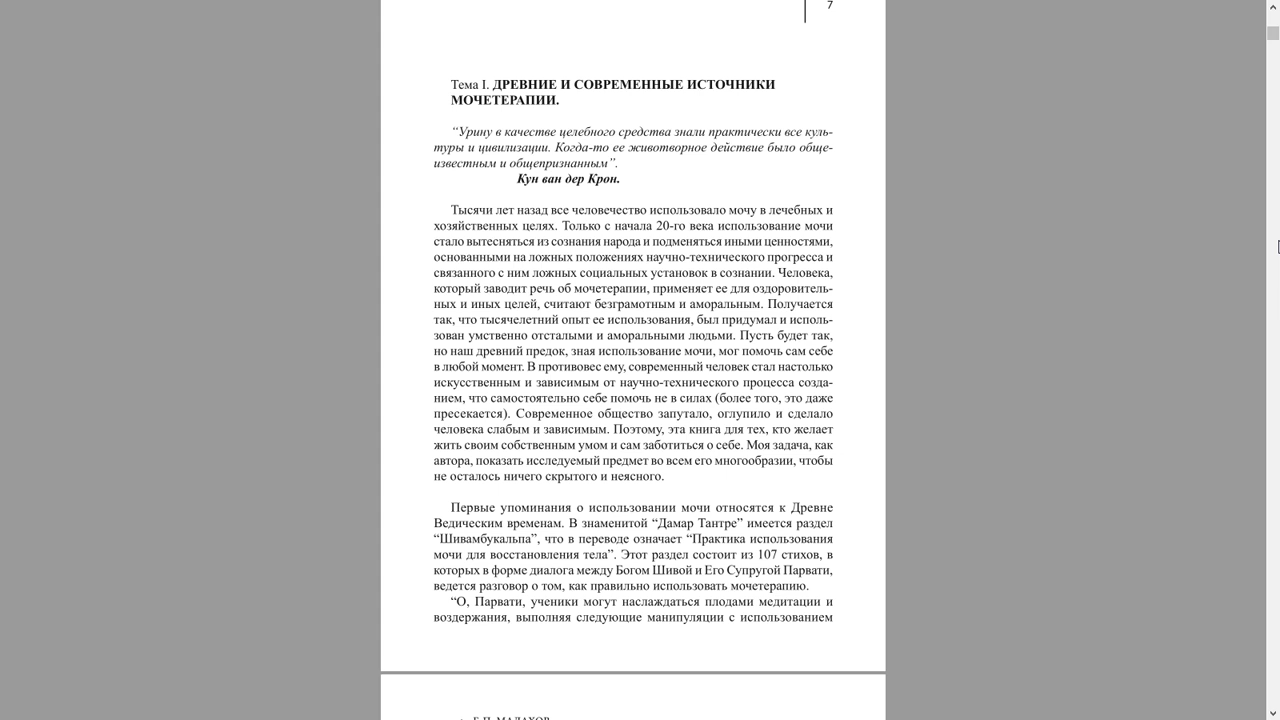 7
Тема I. ДРЕВНИЕ И СОВРЕМЕННЫЕ ИСТОЧНИКИ
МОЧЕТЕРАПИИ.
“Урину в качестве целебного средства знали практически все куль-
туры и цивилизации. Когда-то ее животворное действие было обще-
известным и общепризнанным”.
Кун ван дер Крон.
Тысячи лет назад все человечество использовало мочу в лечебных и
хозяйственных целях. Только с начала 20-го века использование мочи
стало вытесняться из сознания народа и подменяться иными ценностями,
основанными на ложных положениях научно-технического прогресса и
связанного с ним ложных социальных установок в сознании. Человека,
который заводит речь об мочетерапии, применяет ее для оздоровитель-
ных и иных целей, считают безграмотным и аморальным. Получается
так, что тысячелетний опыт ее использования, был придуман и исполь-
зован умственно отсталыми и аморальными людьми. Пусть будет так,
но наш древний предок, зная использование мочи, мог помочь сам себе
в любой момент. В противовес ему, современный человек стал настолько
искусственным и зависимым от научно-технического процесса созда-
нием, что самостоятельно себе помочь не в силах (более того, это даже
пресекается). Современное общество запутало, оглупило и сделало
человека слабым и зависимым. Поэтому, эта книга для тех, кто желает
жить своим собственным умом и сам заботиться о себе. Моя задача, как
автора, показать исследуемый предмет во всем его многообразии, чтобы
не осталось ничего скрытого и неясного.
Первые упоминания о использовании мочи относятся к Древне
Ведическим временам. В знаменитой “Дамар Тантре” имеется раздел
“Шивамбукальпа”, что в переводе означает “Практика использования
мочи для восстановления тела”. Этот раздел состоит из 107 стихов, в
которых в форме диалога между Богом Шивой и Его Супругой Парвати,
ведется разговор о том, как правильно использовать мочетерапию.
“О, Парвати, ученики могут наслаждаться плодами медитации и
воздержания, выполняя следующие манипуляции с использованием
Г.П. МАЛАХОВ